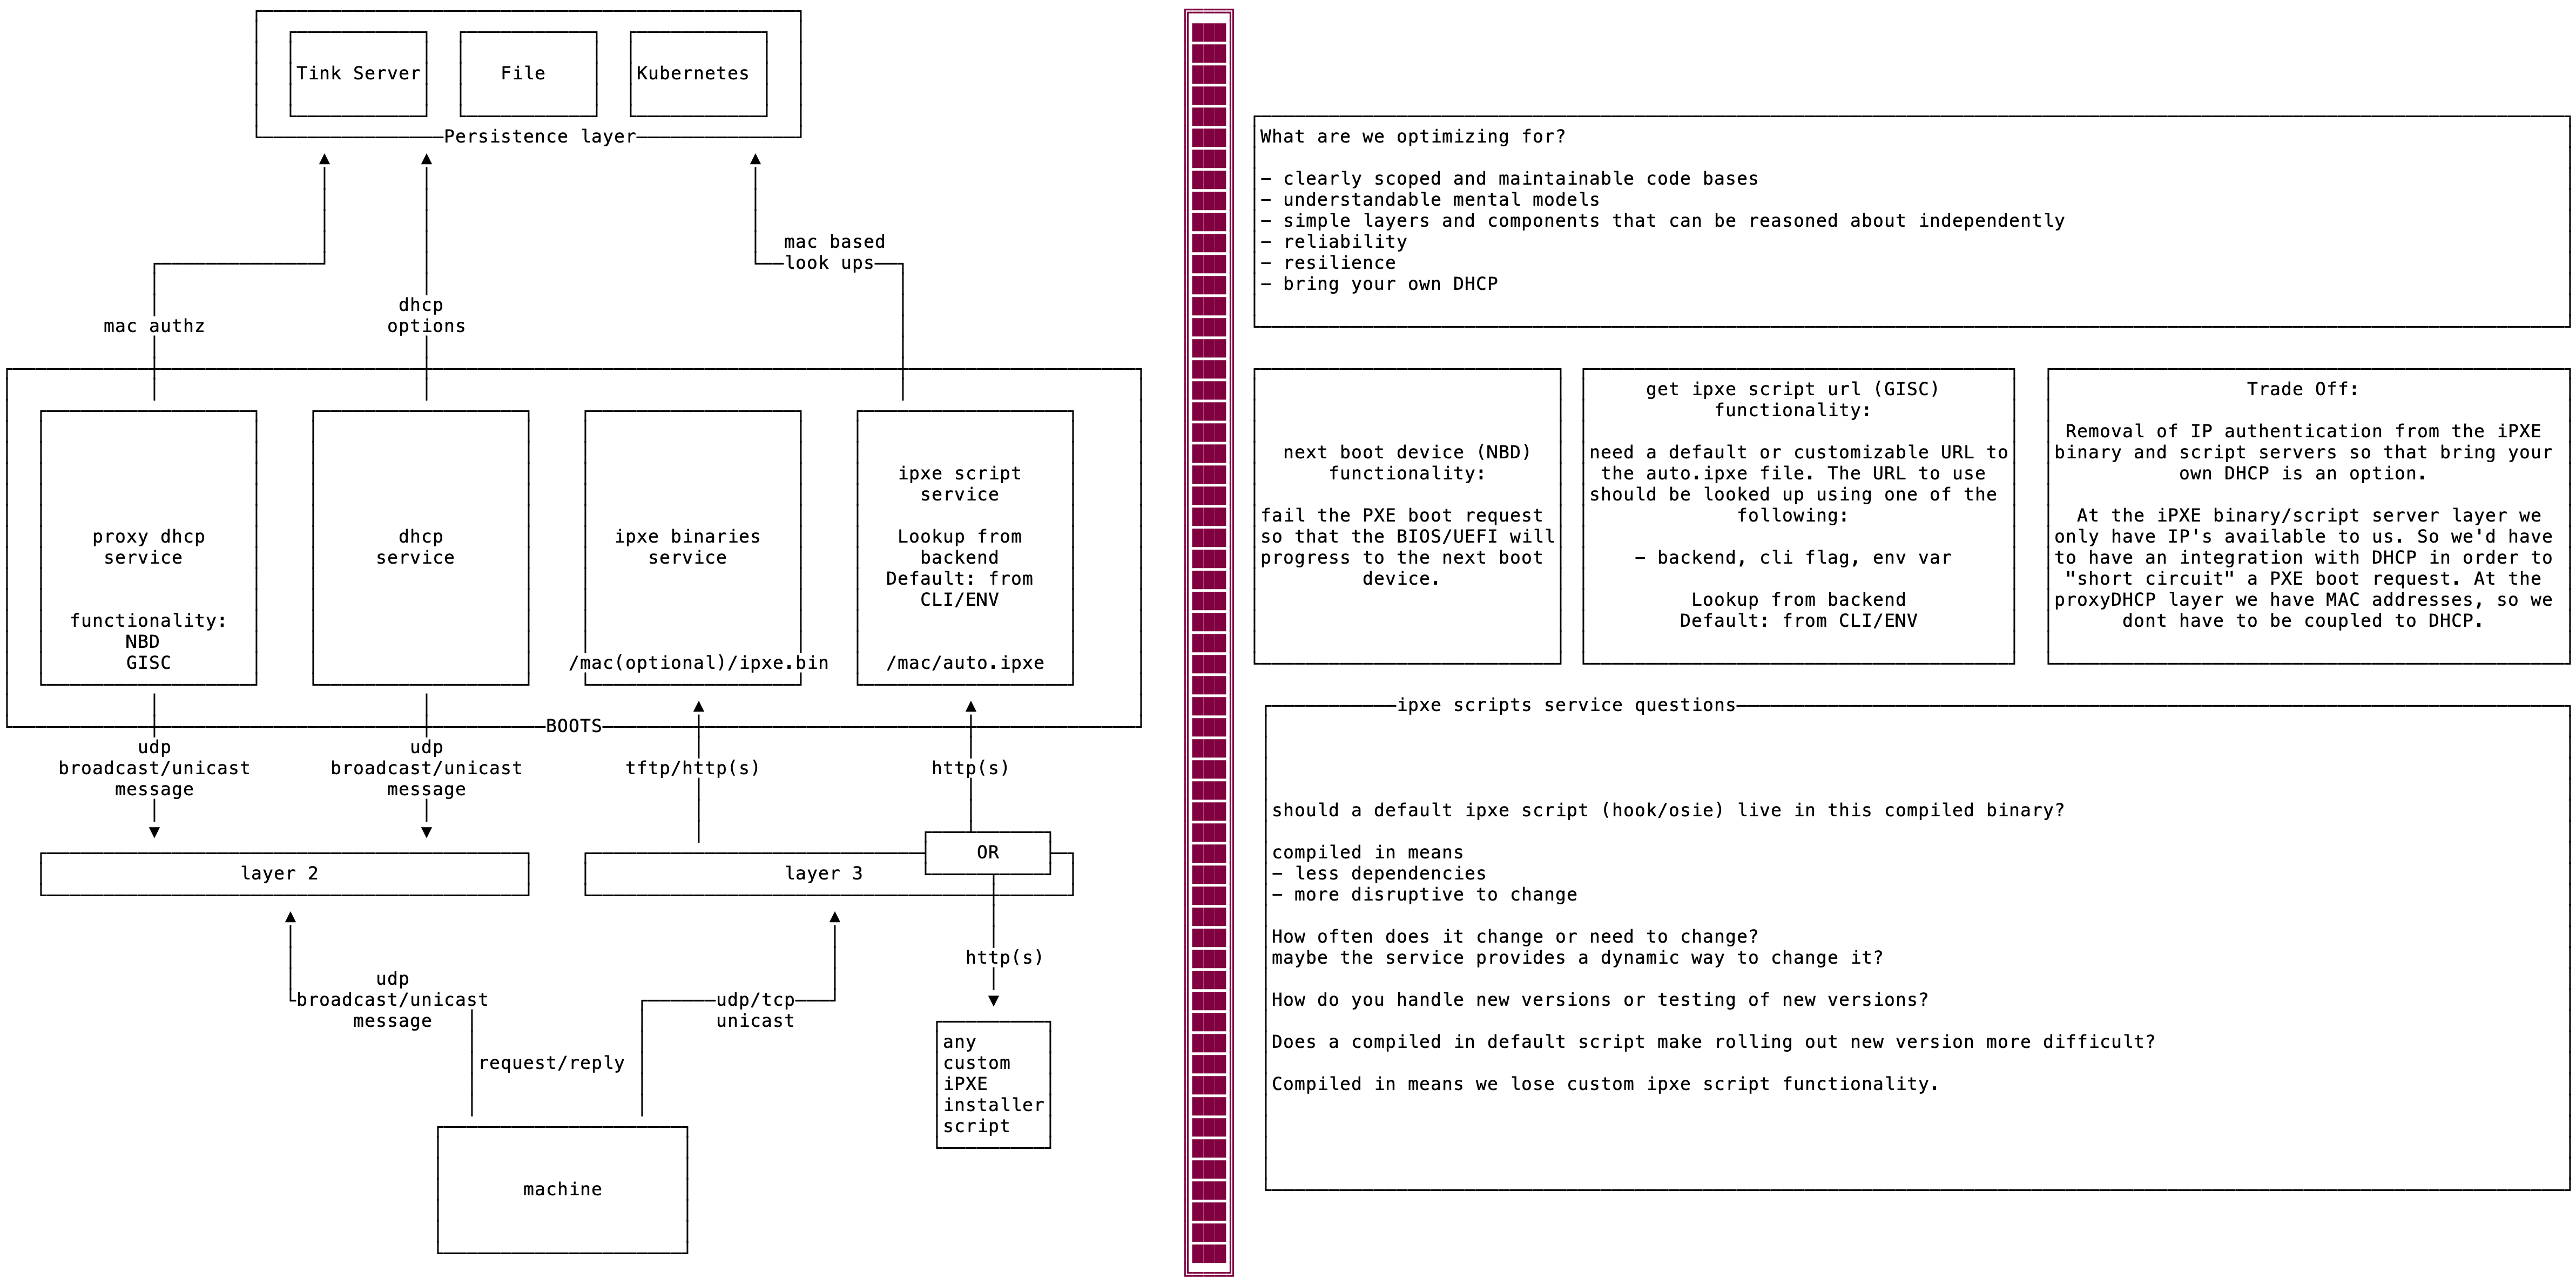 Tink Server
File
Kubernetes
Persistence layer
mac based
look ups
dhcp
options
mac authz
proxy dhcp
service
functionality:
NBD
GISC
dhcp
service
ipxe binaries
service
/mac(optional)/ipxe.bin
ipxe script
service
Lookup from
backend
Default: from
CLI/ENV
/mac/auto.ipxe
BOOTS
udp
broadcast/unicast
message
udp
broadcast/unicast
message
tftp/http(s)
http(s)
OR
layer 2
layer 3
http(s)
udp
broadcast/unicast
message
udp/tcp
unicast
request/reply
any
custom
iPXE
installer
script
machine
What are we optimizing for?
- clearly scoped and maintainable code bases
- understandable mental models
- simple layers and components that can be reasoned about independently
- reliability
- resilience
- bring your own DHCP
next boot device (NBD)
functionality:
fail the PXE boot request
so that the BIOS/UEFI will
progress to the next boot
device.
get ipxe script url (GISC)
functionality:
need a default or customizable URL to
the auto.ipxe file. The URL to use
should be looked up using one of the
following:
- backend, cli flag, env var
Lookup from backend
Default: from CLI/ENV
Trade Off:
Removal of IP authentication from the iPXE
binary and script servers so that bring your
own DHCP is an option.
At the iPXE binary/script server layer we
only have IP's available to us. So we'd have
to have an integration with DHCP in order to
"short circuit" a PXE boot request. At the
proxyDHCP layer we have MAC addresses, so we
dont have to be coupled to DHCP.
ipxe scripts service questions
should a default ipxe script (hook/osie) live in this compiled binary?
compiled in means
- less dependencies
- more disruptive to change
How often does it change or need to change?
maybe the service provides a dynamic way to change it?
How do you handle new versions or testing of new versions?
Does a compiled in default script make rolling out new version more difficult?
Compiled in means we lose custom ipxe script functionality.